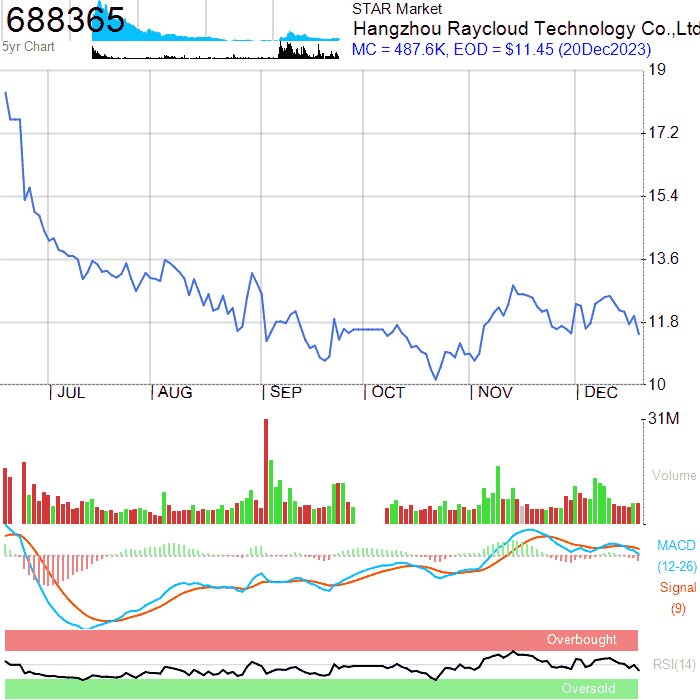 688365
5yr Chart
STAR Market
Hangzhou Raycloud Technology Co.,Ltd
MC = 487.6K, EOD = $11.45 (20Dec2023)
19
17.2
15.4
13.6
11.8
10
JUL
AUG
SEP
OCT
NOV
DEC
31M
Volume
MACD
(12-26)
Signal
(9)
Overbought
RSI(14)
Oversold